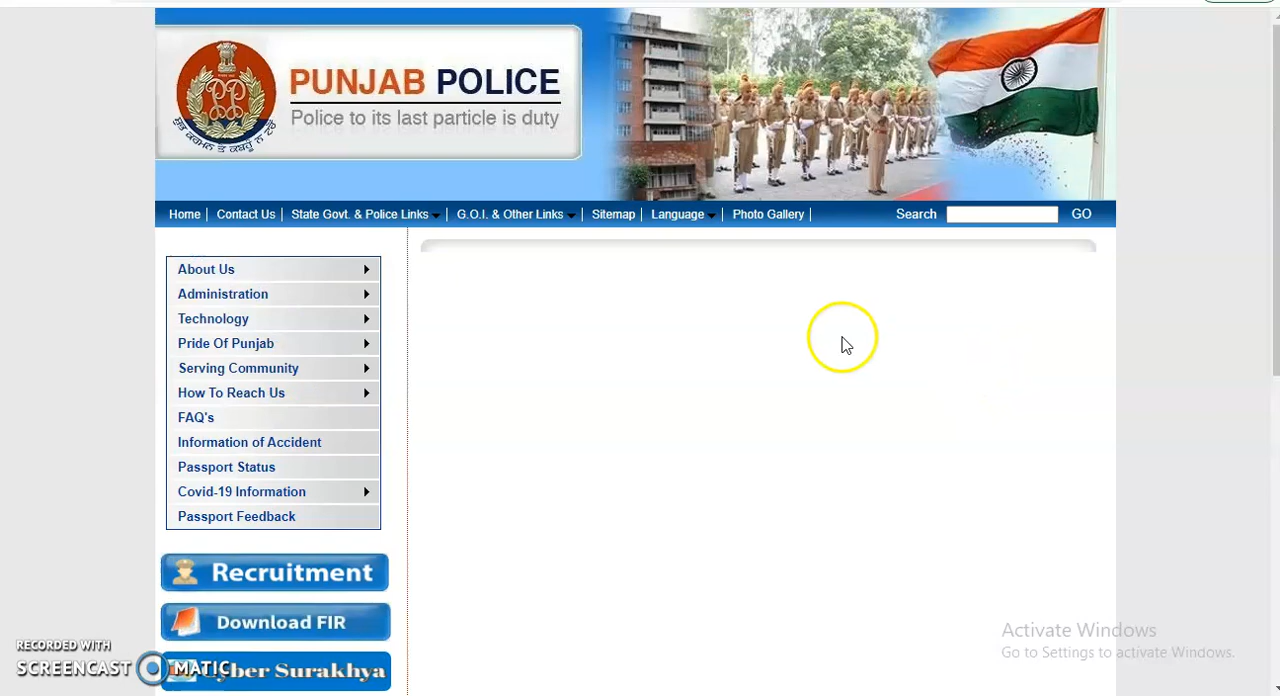 PUNJAB POLICE
Police to its last particle is duty
Home
Contact Us
State Govt. & Police Links
G.O.I. & Other Links
Sitemap
Language
Photo Gallery
Search
GO
About Us
Administration
Technology
Pride Of Punjab
Serving Community
How To Reach Us
FAQ's
Information of Accident
Passport Status
Covid-19 Information
Passport Feedback
Recruitment
Download FIR
Cyber Surakhya
Activate Windows
Go to Settings to activate Windows.
RECORDED WITH
SCREENCAST MATIC